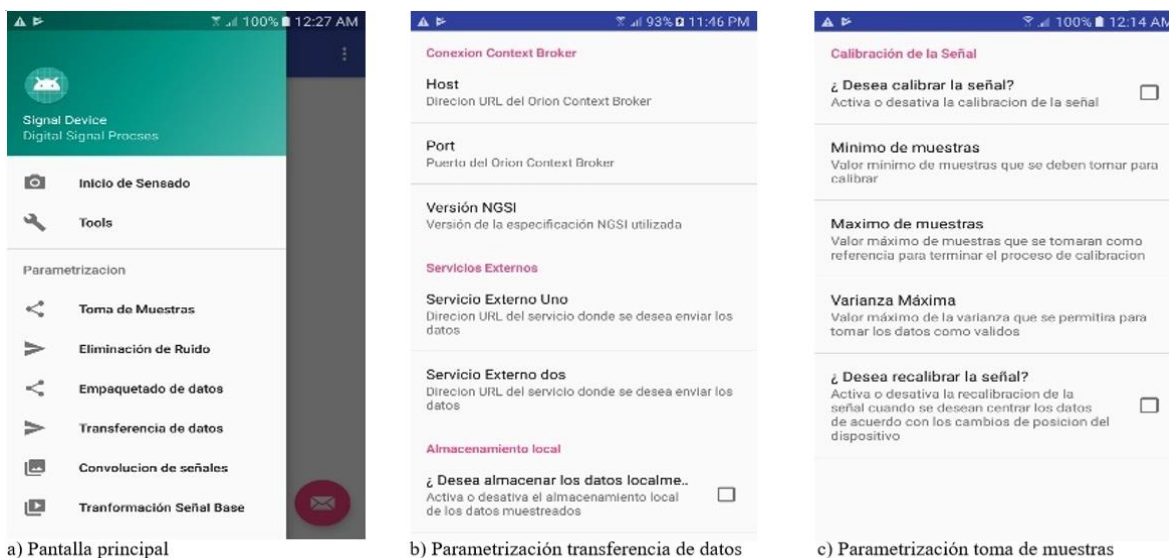 100% 12:27 AM
Signal Device
Digital Signal Procses
Inicio de Sensado
Tools
Parametrizacion
Toma de Muestras
Eliminación de Ruido
Empaquetado de datos
Transferencia de datos
Convolucion de señales
Tranformación Señal Base
a) Pantalla principal
93% 11:46 PM
Conexion Context Broker
Host
Direcion URL del Orion Context Broker
Port
Puerto del Orion Context Broker
Versión NGSI
Versión de la especificación NGSI utilizada
Servicios Externos
Servicio Externo Uno
Direcion URL del servicio donde se desea enviar los
datos
Servicio Externo dos
Direcion URL del servicio donde se desea enviar los
datos
Almacenamiento local
¿ Desea almacenar los datos localme..
Activa o desativa el almacenamiento local
de los datos muestreados
b) Parametrización transferencia de datos
100% 12:14 AM
Calibración de la Señal
¿ Desea calibrar la señal?
Activa o desativa la calibracion de la señal
Minimo de muestras
Valor mínimo de muestras que se deben tomar para
calibrar
Maximo de muestras
Valor máximo de muestras que se tomaran como
referencia para terminar el proceso de calibracion
Varianza Máxima
Valor máximo de la varianza que se permitira para
tomar los datos como validos
¿ Desea recalibrar la señal?
Activa o desativa la recalibracion de la
señal cuando se desean centrar los datos
de acuerdo con los cambios de posicion del
dispositivo
c) Parametrización toma de muestras